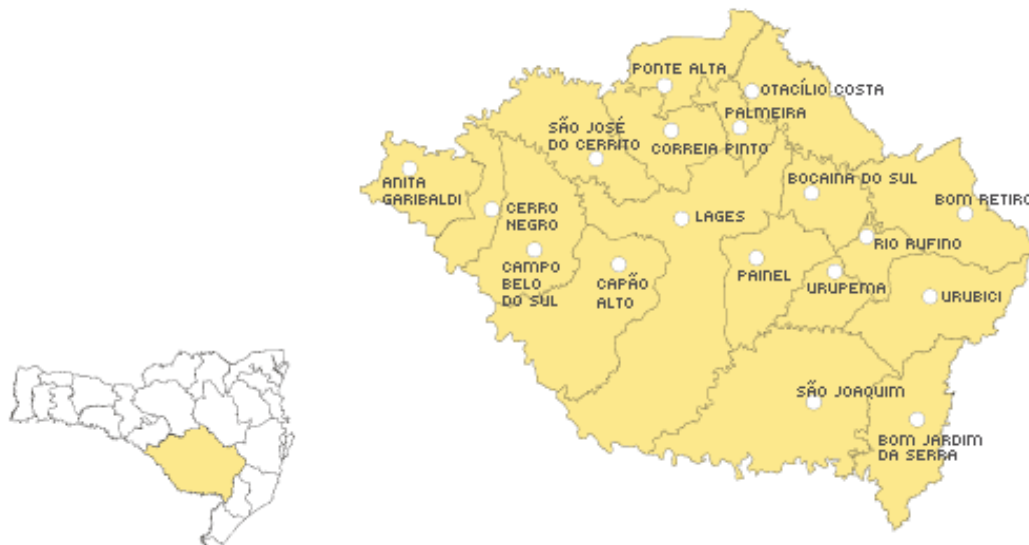 PONTE ALTA
OTACÍLIO COSTA
PALMEIRA
SÃO JOSÉ
DO CERRITO
CORREIA PINTO
ANITA
GARIBALDI
BOCAINA DO SUL
BOM RETIRO
CERRO
NEGRO
LAGES
RIO RUFINO
CAMPO
BELO
DO SUL
CAPÃO
ALTO
PAINEL
URUPEMA
URUBICI
SÃO JOAQUIM
BOM JARDIM
DA SERRA